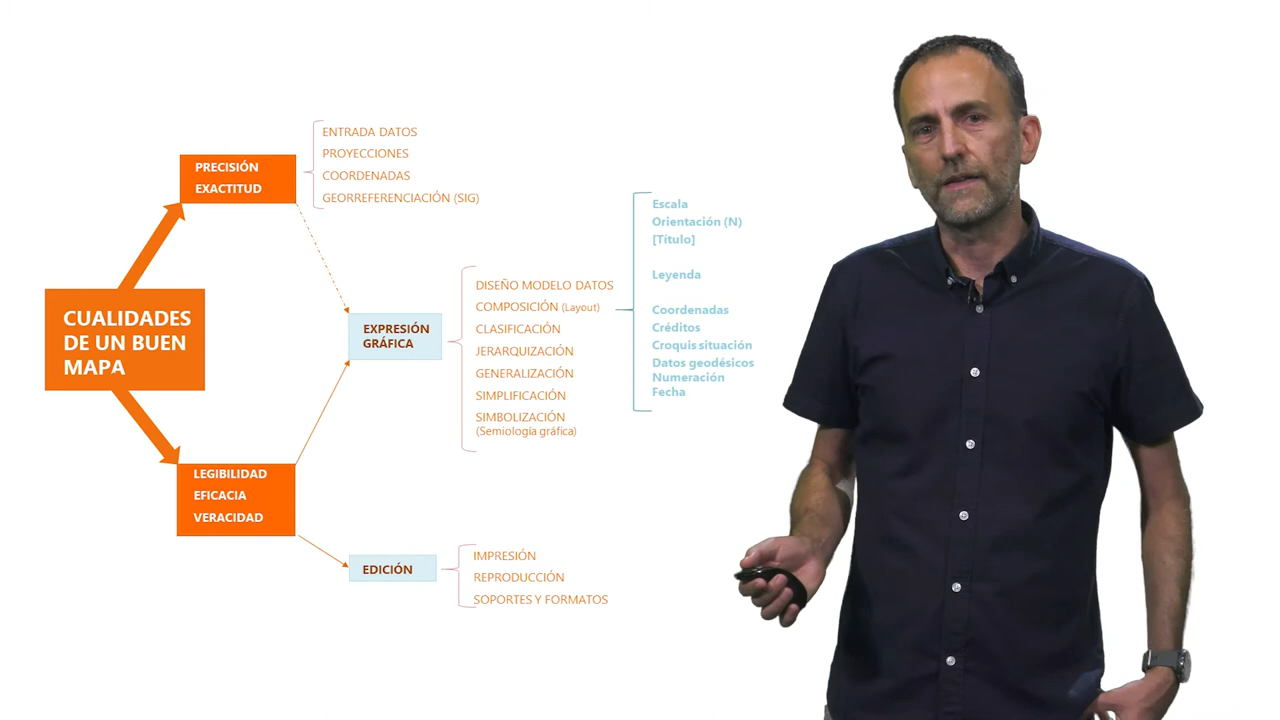 CUALIDADES
DE UN BUEN
MAPA
PRECISIÓN
EXACTITUD
ENTRADA DATOS
PROYECCIONES
COORDENADAS
GEORREFERENCIACIÓN (SIG)
LEGIBILIDAD
EFICACIA
VERACIDAD
EXPRESIÓN
GRÁFICA
DISEÑO MODELO DATOS
COMPOSICIÓN (Layout)
CLASIFICACIÓN
JERARQUIZACIÓN
GENERALIZACIÓN
SIMPLIFICACIÓN
SIMBOLIZACIÓN
(Semiología gráfica)
Escala
Orientación (N)
[Título]
Leyenda
Coordenadas
Créditos
Croquis situación
Datos geodésicos
Numeración
Fecha
EDICIÓN
IMPRESIÓN
REPRODUCCIÓN
SOPORTES Y FORMATOS